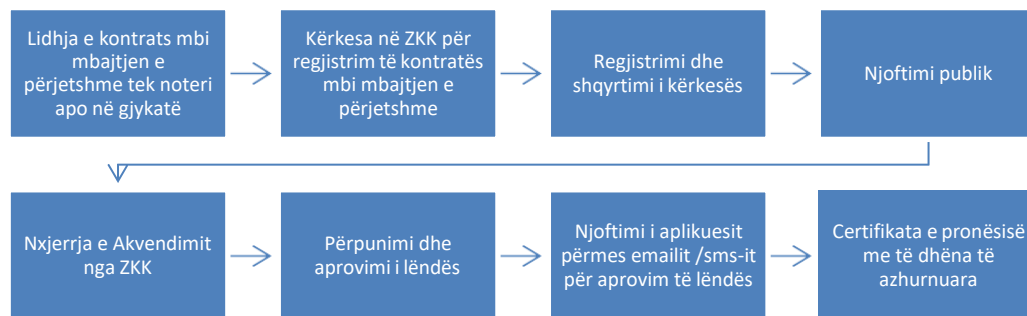 Lidhja e kontrats mbi
mbajtjen e
përjetshme tek noteri
apo në gjykatë
Kërkesa në ZKK për
regjistrim të kontratës
mbi mbajtjen e
përjetshme
Regjistrimi dhe
shqyrtimi i kërkesës
Njoftimi publik
Nxjerrja e Akvendimit
nga ZKK
Përpunimi dhe
aprovimi i lëndës
Njoftimi i aplikuesit
përmes emailit /sms-it
për aprovim të lëndës
Certifikata e pronësisë
me të dhëna të
azhurnuara